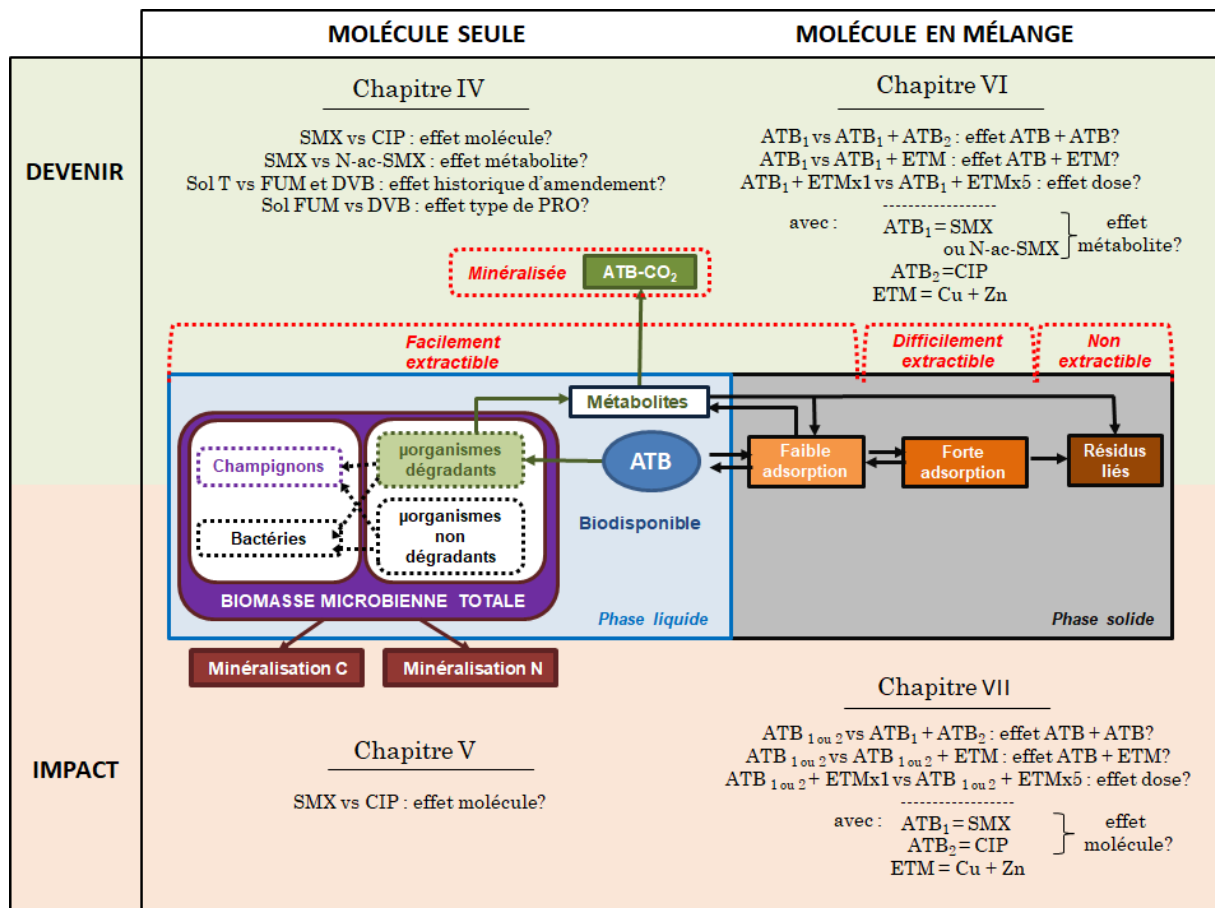 MOLÉCULE SEULE
MOLÉCULE EN MÉLANGE
DEVENIR
Chapitre IV
SMX vs CIP : effet molécule?
SMX vs N-ac-SMX : effet métabolite?
Sol T vs FUM et DVB : effet historique d'amendement?
Sol FUM vs DVB : effet type de PRO?
Chapitre VI
ATB₁ vs ATB₁ + ATB₂ : effet ATB + ATB?
ATB₁ vs ATB₁ + ETM : effet ATB + ETM?
ATB₁ + ETMx1 vs ATB₁ + ETMx5 : effet dose?
------------------
avec : ATB₁ = SMX
ou N-ac-SMX
effet
métabolite?
ATB₂ =CIP
ETM = Cu + Zn
Minéralisée
ATB-CO₂
Facilement
extractible
Difficilement
extractible
Non
extractible
Métabolites
Champignons
Bactéries
µorganismes
dégradants
µorganismes
non
dégradants
BIOMASSE MICROBIENNE TOTALE
ATB
Biodisponible
Phase liquide
Faible
adsorption
Forte
adsorption
Résidus
liés
Phase solide
Minéralisation C
Minéralisation N
IMPACT
Chapitre V
SMX vs CIP : effet molécule?
Chapitre VII
ATB ₁ ₒᵤ ₂ vs ATB₁ + ATB₂ : effet ATB + ATB?
ATB ₁ ₒᵤ ₂ vs ATB ₁ ₒᵤ ₂ + ETM : effet ATB + ETM?
ATB ₁ ₒᵤ ₂ + ETMx1 vs ATB ₁ ₒᵤ ₂ + ETMx5 : effet dose?
------------------
avec : ATB₁ = SMX
ATB₂ = CIP
effet
molécule?
ETM = Cu + Zn